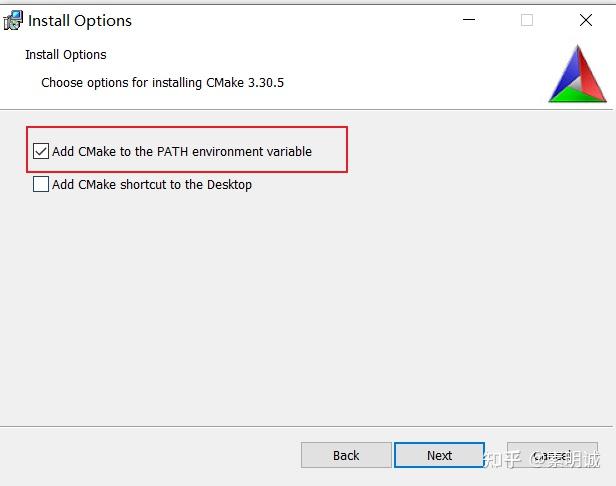 Install Options
Install Options
Choose options for installing CMake 3.30.5
Add CMake to the PATH environment variable
Add CMake shortcut to the Desktop
Back
Next
Cancel
知乎 @秦明诚